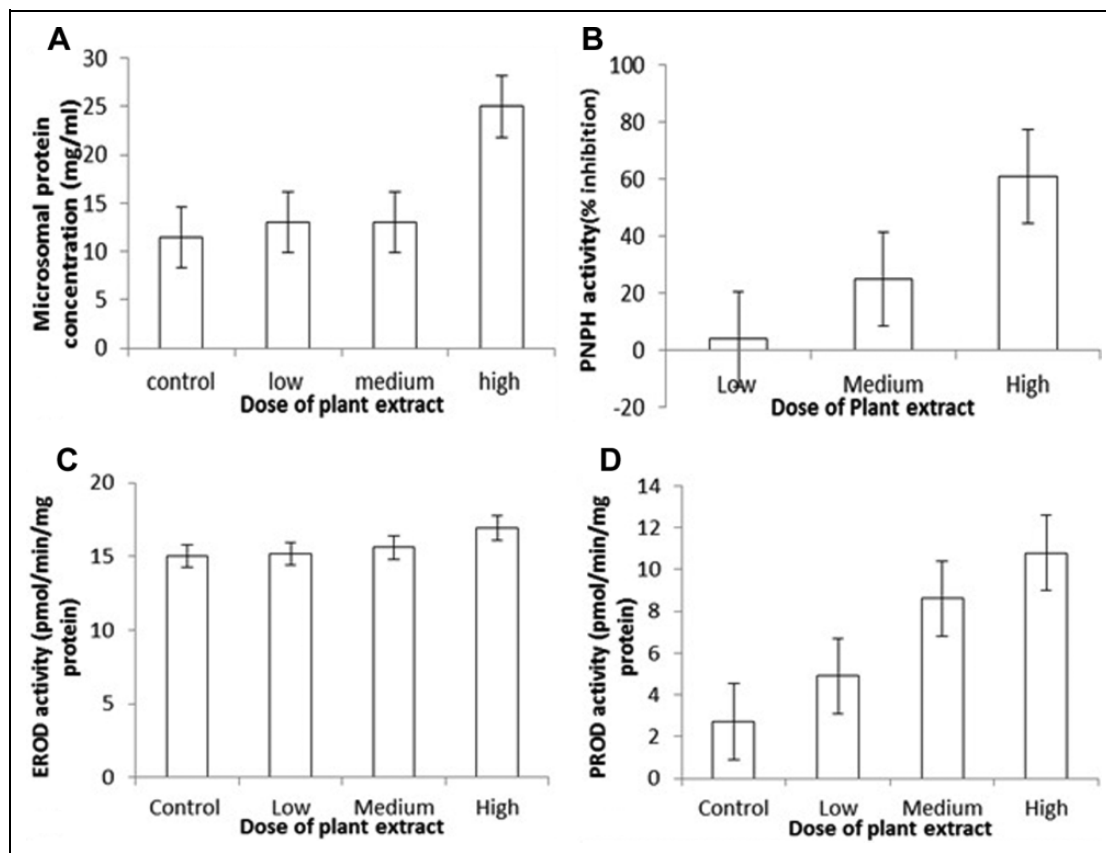 A
Microsomal protein
concentration (mg/ml)
30
25
20
15
10
5
0
control low medium high
Dose of plant extract
B
PNPH activity(% inhibition)
100
80
60
40
20
0
-20
Low Medium High
Dose of Plant extract
C
EROD activity (pmol/min/mg
protein)
20
15
10
5
0
Control Low Medium High
Dose of plant extract
D
PROD activity (pmol/min/mg
protein)
14
12
10
8
6
4
2
0
Control Low Medium High
Dose of plant extract